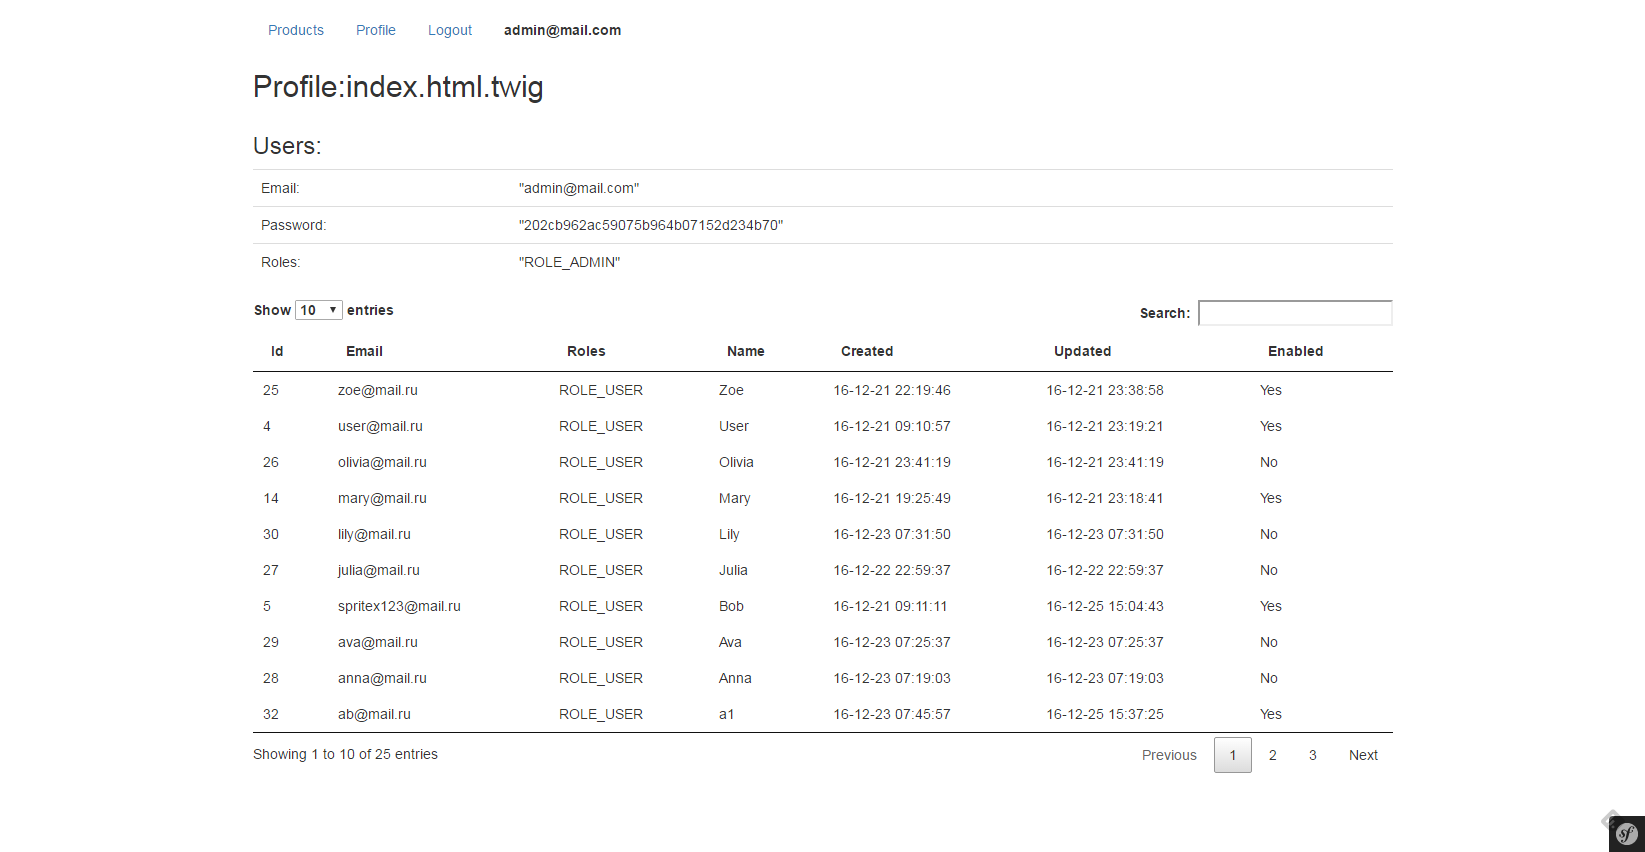 Products Profile Logout admin@mail.com
Profile:index.html.twig
Users:
Email: "admin@mail.com"
Password: "202cb962ac59075b964b07152d234b70"
Roles: "ROLE_ADMIN"
Show 10 entries Search:
Id Email Roles Name Created Updated Enabled
25 zoe@mail.ru ROLE_USER Zoe 16-12-21 22:19:46 16-12-21 23:38:58 Yes
4 user@mail.ru ROLE_USER User 16-12-21 09:10:57 16-12-21 23:19:21 Yes
26 olivia@mail.ru ROLE_USER Olivia 16-12-21 23:41:19 16-12-21 23:41:19 No
14 mary@mail.ru ROLE_USER Mary 16-12-21 19:25:49 16-12-21 23:18:41 Yes
30 lily@mail.ru ROLE_USER Lily 16-12-23 07:31:50 16-12-23 07:31:50 No
27 julia@mail.ru ROLE_USER Julia 16-12-22 22:59:37 16-12-22 22:59:37 No
5 spritex123@mail.ru ROLE_USER Bob 16-12-21 09:11:11 16-12-25 15:04:43 Yes
29 ava@mail.ru ROLE_USER Ava 16-12-23 07:25:37 16-12-23 07:25:37 No
28 anna@mail.ru ROLE_USER Anna 16-12-23 07:19:03 16-12-23 07:19:03 No
32 ab@mail.ru ROLE_USER a1 16-12-23 07:45:57 16-12-25 15:37:25 Yes
Showing 1 to 10 of 25 entries Previous 1 2 3 Next
sf